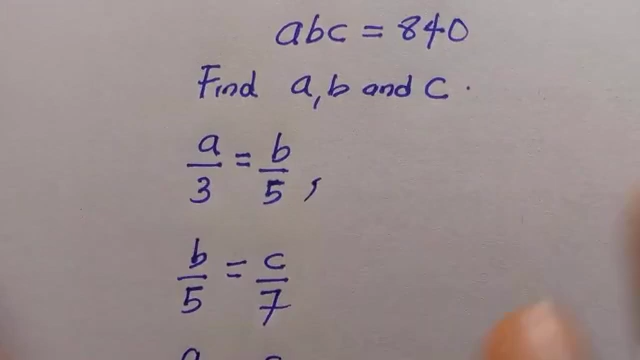 abc = 840
Find a, b and c.
a/3 = b/5,
b/5 = c/7
a